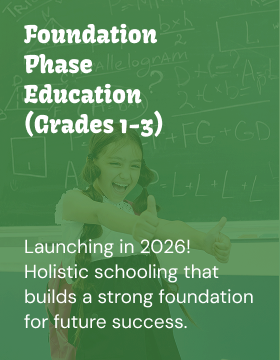 Foundation
Phase
Education
(Grades 1-3)
Launching in 2026!
Holistic schooling that
builds a strong foundation
for future success.